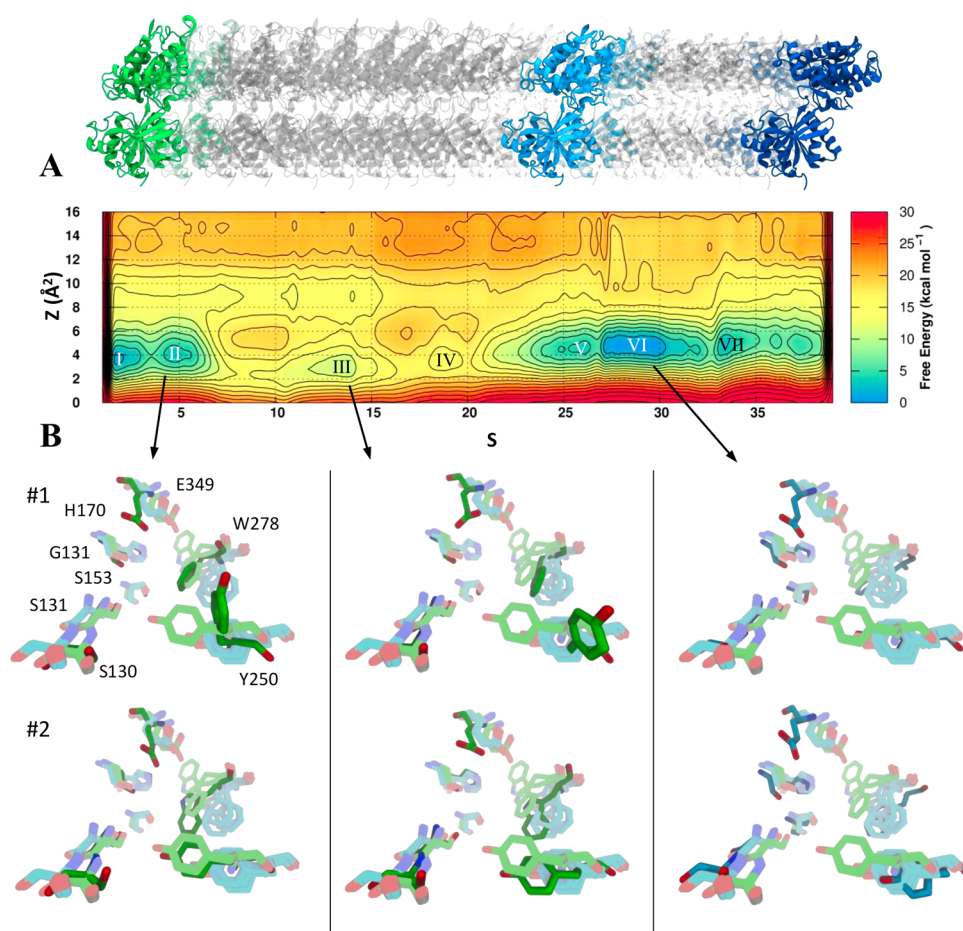 A
16
14
12
10
8
6
4
2
0
Z (Å²)
I
II
III
IV
V
VI
VII
5
10
15
20
25
30
35
S
30
25
20
15
10
5
0
Free Energy (kcal mol⁻¹)
B
#1
E349
H170
W278
G131
S153
S131
S130
Y250
#2